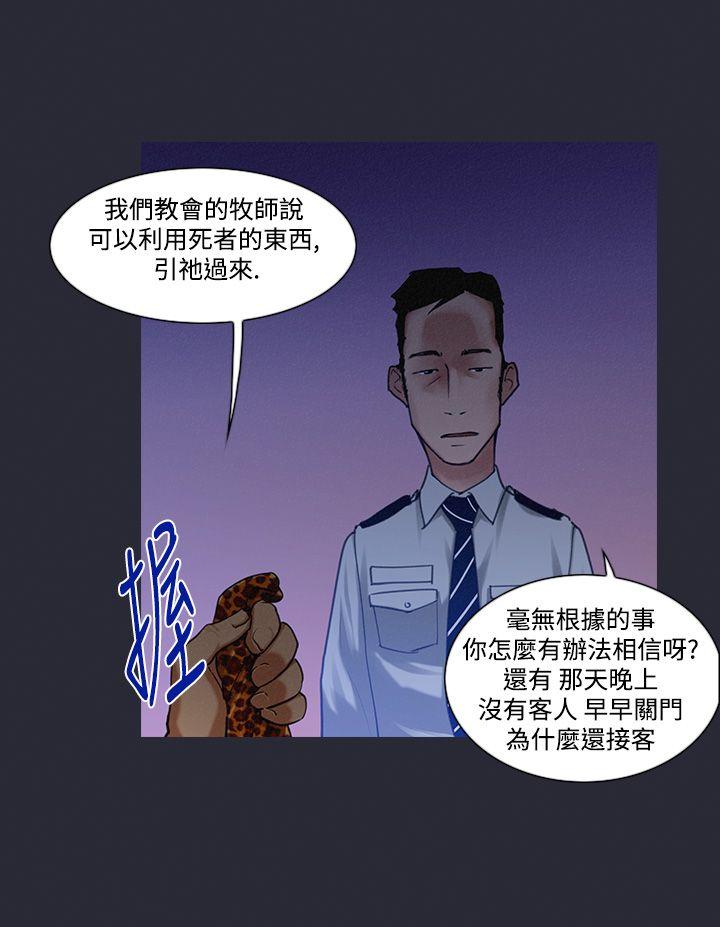 我們教會的牧師說
可以利用死者的東西,
引祂過來.
握
毫無根據的事
你怎麼有辦法相信呀?
還有 那天晚上
沒有客人 早早關門
為什麼還接客